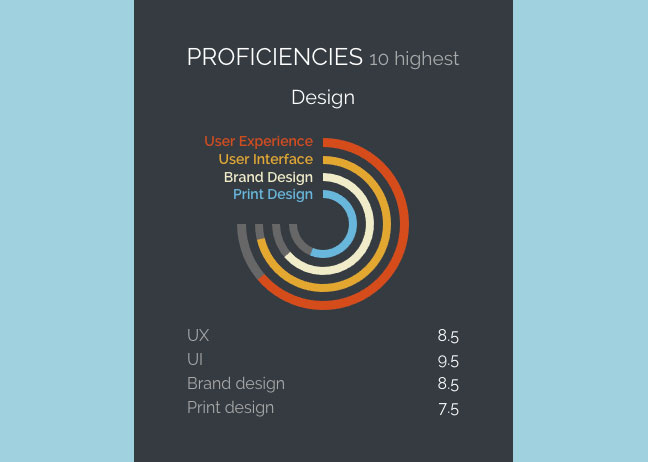 PROFICIENCIES 10 highest
Design
User Experience
User Interface
Brand Design
Print Design
UX 8.5
UI 9.5
Brand design 8.5
Print design 7.5